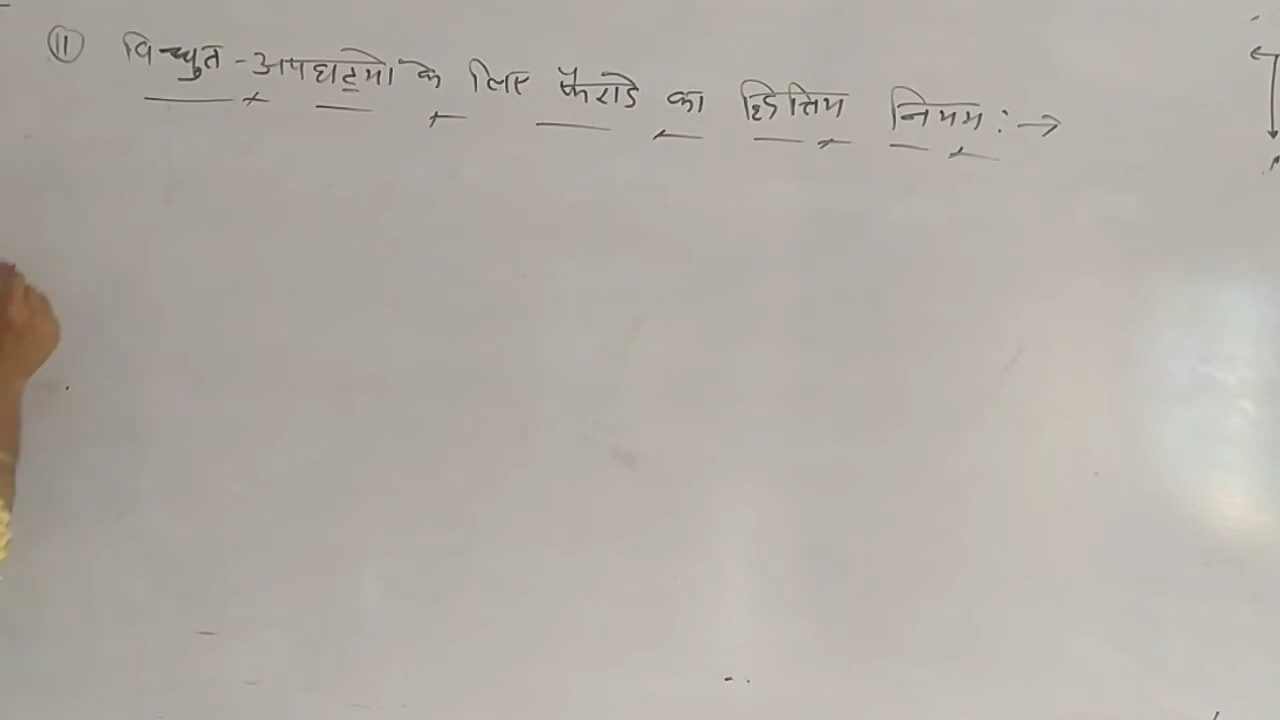 ⑪ विद्युत - अपघट्यो के लिए फैराडे का द्वितिय नियम : →